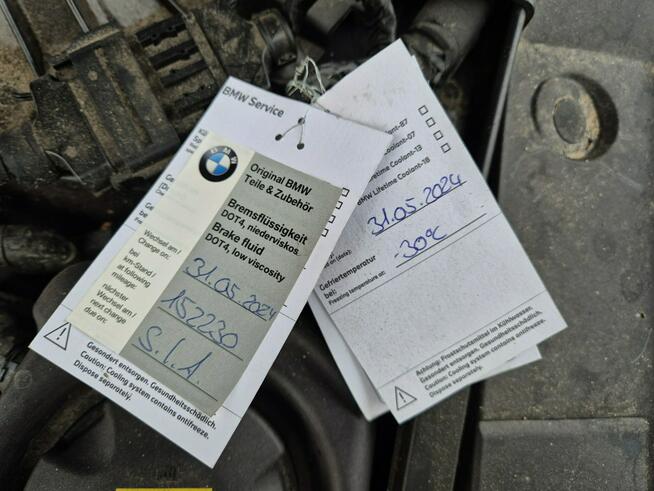 BMW Service
BMW
Original BMW
Teile & Zubehör
Bremsflüssigkeit
DOT4, niederviskos.
Brake fluid
DOT4, low viscosity
Wechsel am /
Change on:
31.05.2024
bei
km-Stand /
at following
mileage:
152230
nächster
Wechsel am /
next change
due on:
S.I.A.
Gesondert entsorgen. Gesundheitsschädlich.
Caution: Cooling system contains antifreeze.
Dispose separately.
Coolant-18
BMW Lifetime Coolant-18
31.05.2024
Gefriertemperatur
bei:
Freezing temperature at:
-30°C
Achtung: Frostschutzmittel im Kühlwasser.
Gesondert entsorgen. Gesundheitsschädlich.
Caution: Cooling system contains antifreeze.
Dispose separately.